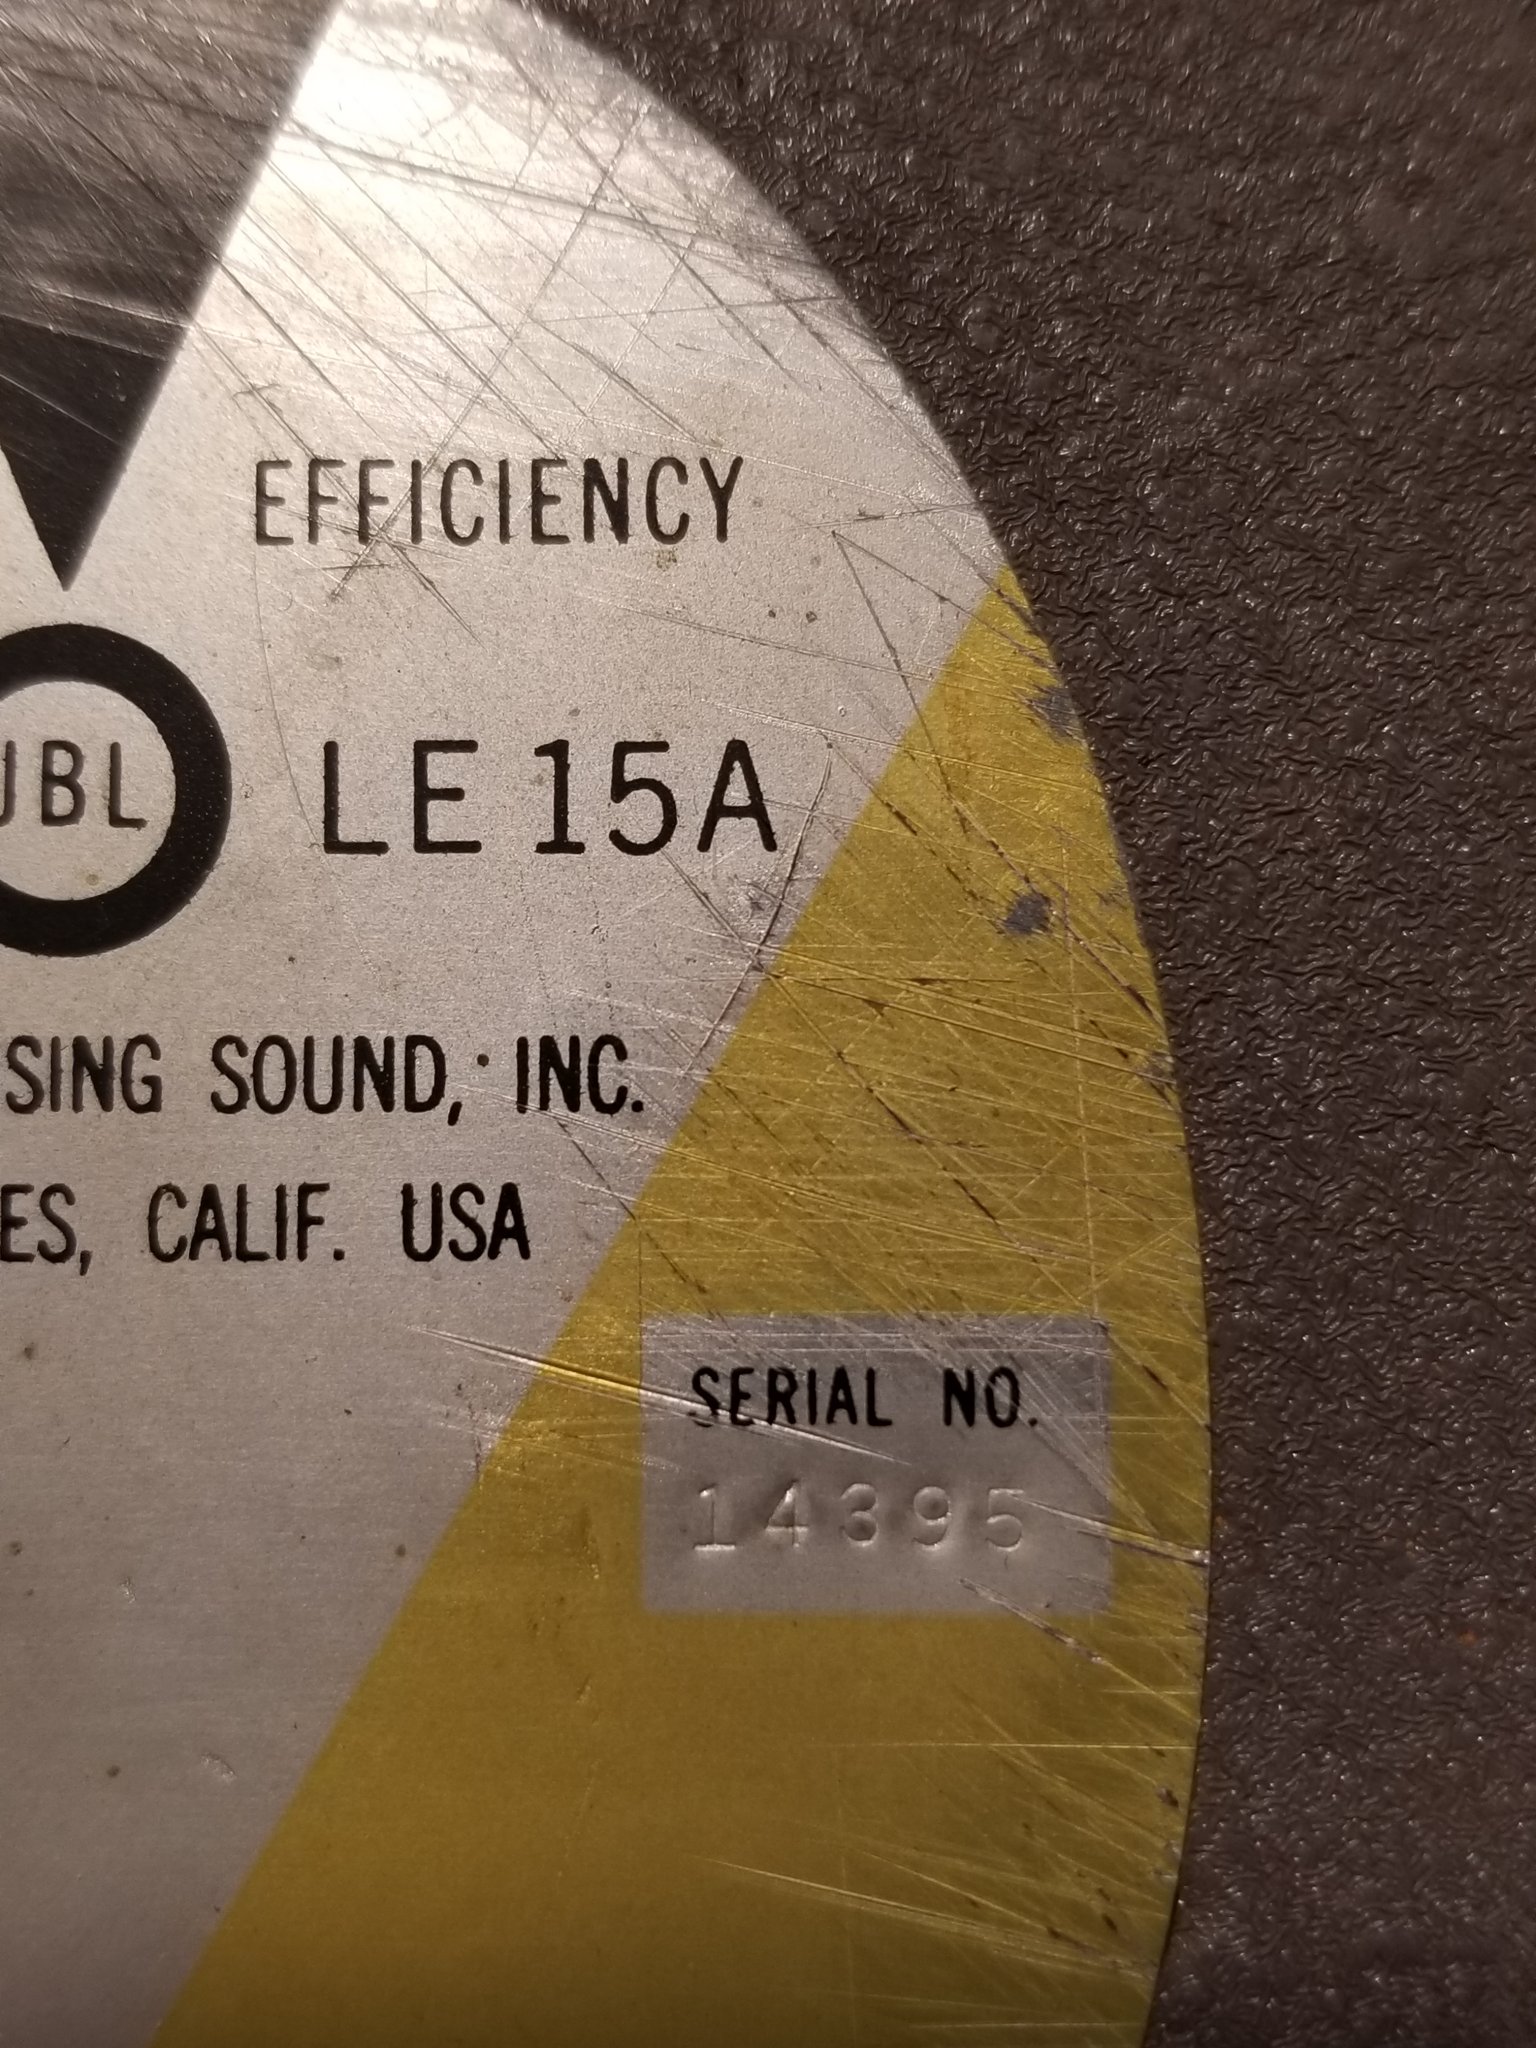 EFFICIENCY
JBL LE 15A
SING SOUND, INC.
ES, CALIF. USA
SERIAL NO.
14395